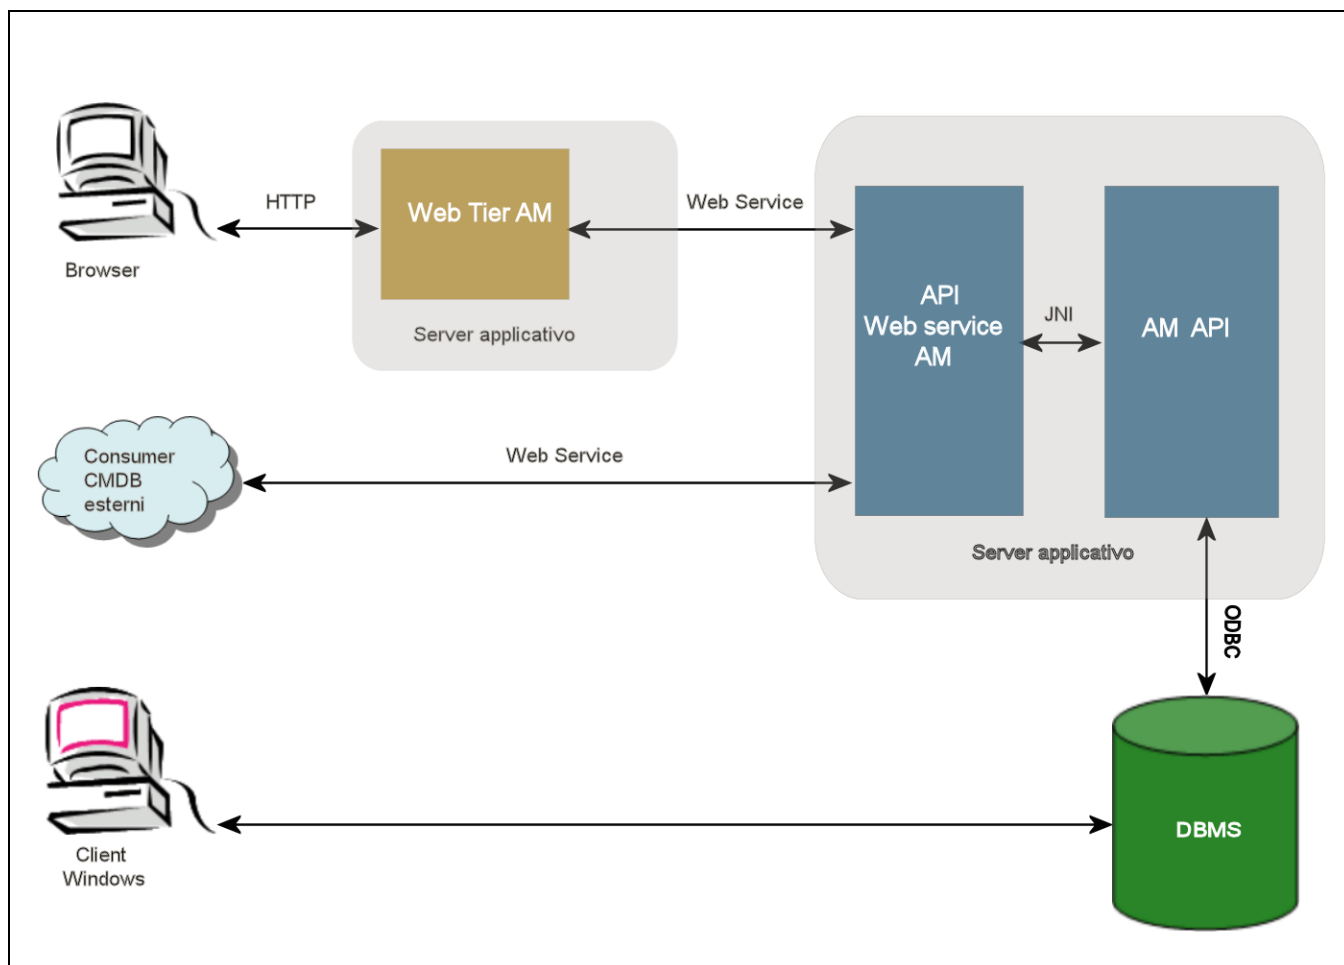 HTTP
Web Tier AM
Web Service
Browser
Server applicativo
API
Web service
AM
JNI
AM API
Consumer
CMDB
esterni
Web Service
Server applicativo
ODBC
Client
Windows
DBMS